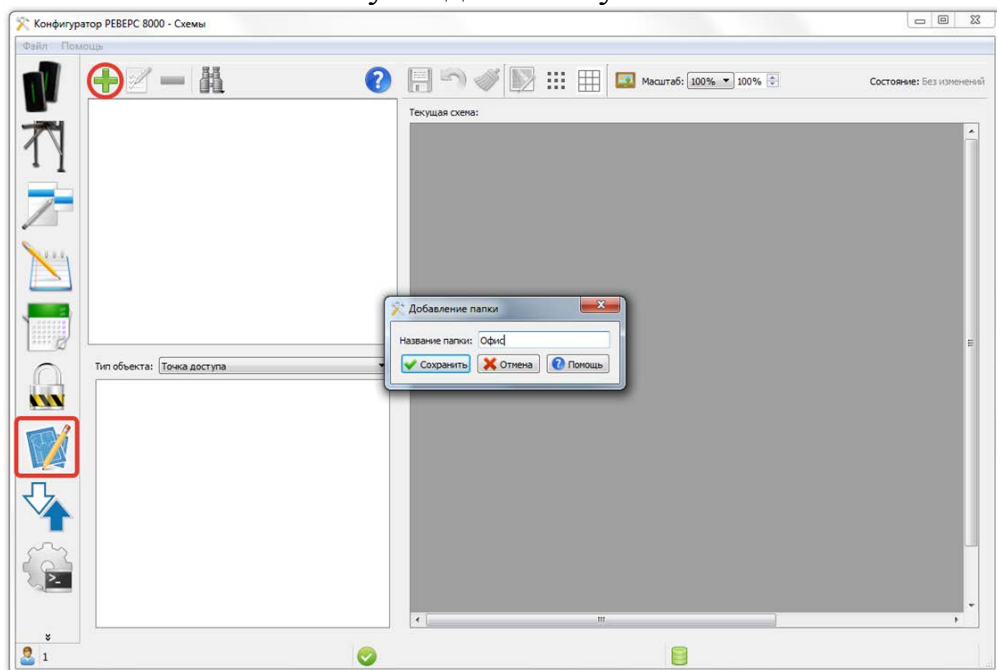 Конфигуратор РЕВЕРС 8000 - Схемы
Файл Помощь
Масштаб: 100% 100% Состояние: Без изменений
Текущая схема:
Добавление папки
Название папки: Офис
Сохранить Отмена Помощь
Тип объекта: Точка доступа
1